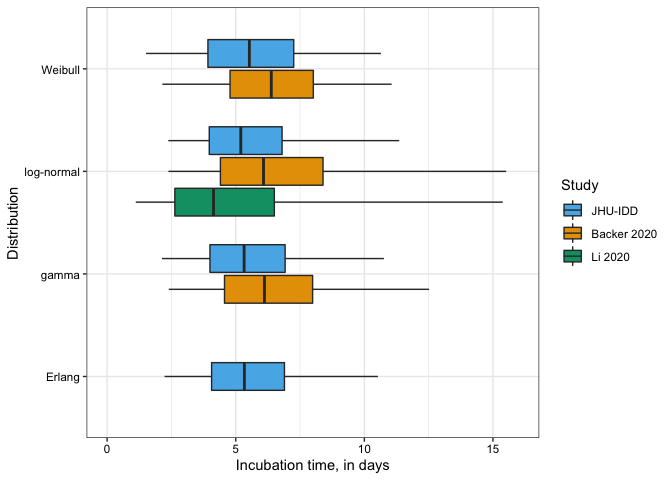 Distribution
Weibull
log-normal
gamma
Erlang
0
5
10
15
Incubation time, in days
Study
JHU-IDD
Backer 2020
Li 2020